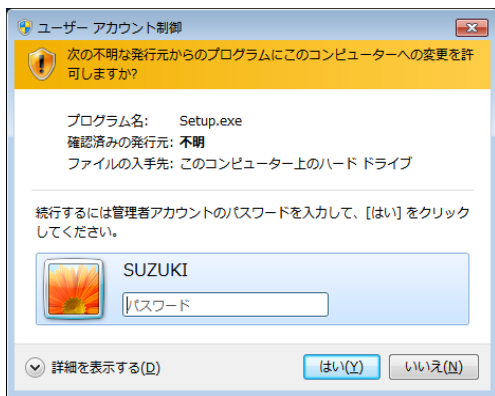 ユーザー アカウント制御
次の不明な発行元からのプログラムにこのコンピューターへの変更を許
可しますか?
プログラム名: Setup.exe
確認済みの発行元: 不明
ファイルの入手先: このコンピューター上のハード ドライブ
続行するには管理者アカウントのパスワードを入力して、[はい] をクリック
してください。
SUZUKI
パスワード
詳細を表示する(D) はい(Y) いいえ(N)